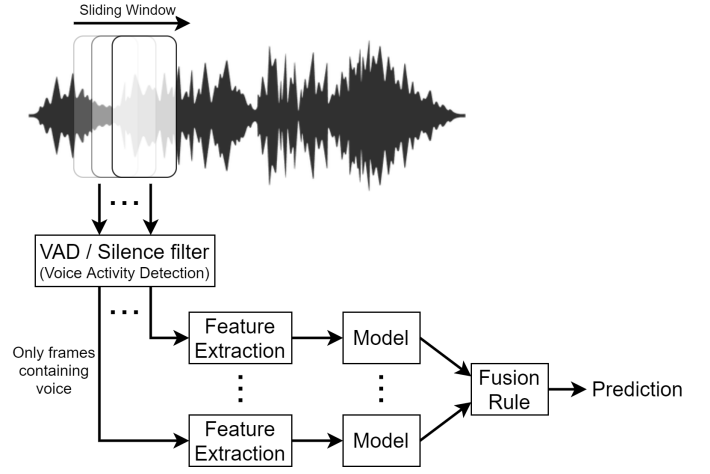 Sliding Window
VAD / Silence filter
(Voice Activity Detection)
Only frames
containing
voice
Feature
Extraction
Model
Feature
Extraction
Model
Fusion
Rule
Prediction